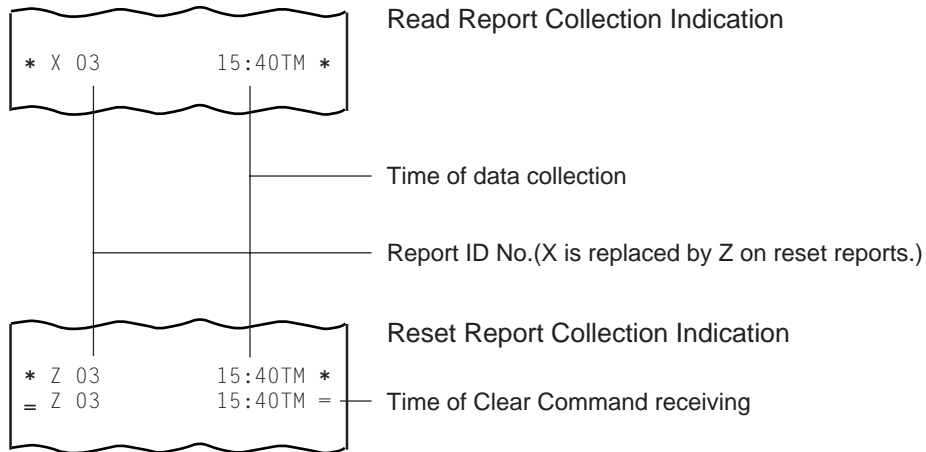 Read Report Collection Indication
* X 03 15:40TM *
Time of data collection
Report ID No.(X is replaced by Z on reset reports.)
Reset Report Collection Indication
* Z 03 15:40TM *
= Z 03 15:40TM =
Time of Clear Command receiving